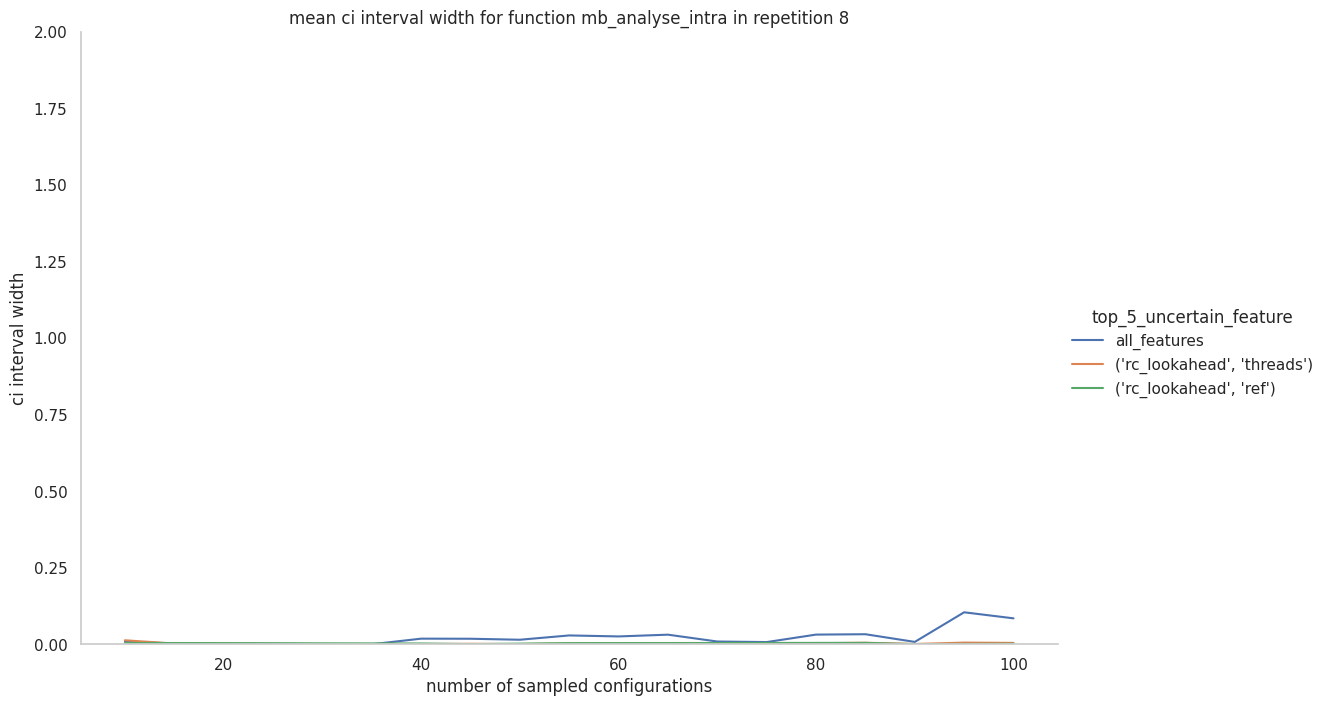 mean ci interval width for function mb_analyse_intra in repetition 8
2.00
1.75
1.50
1.25
1.00
0.75
0.50
0.25
0.00
ci interval width
20 40 60 80 100
number of sampled configurations
top_5_uncertain_feature
all_features
('rc_lookahead', 'threads')
('rc_lookahead', 'ref')